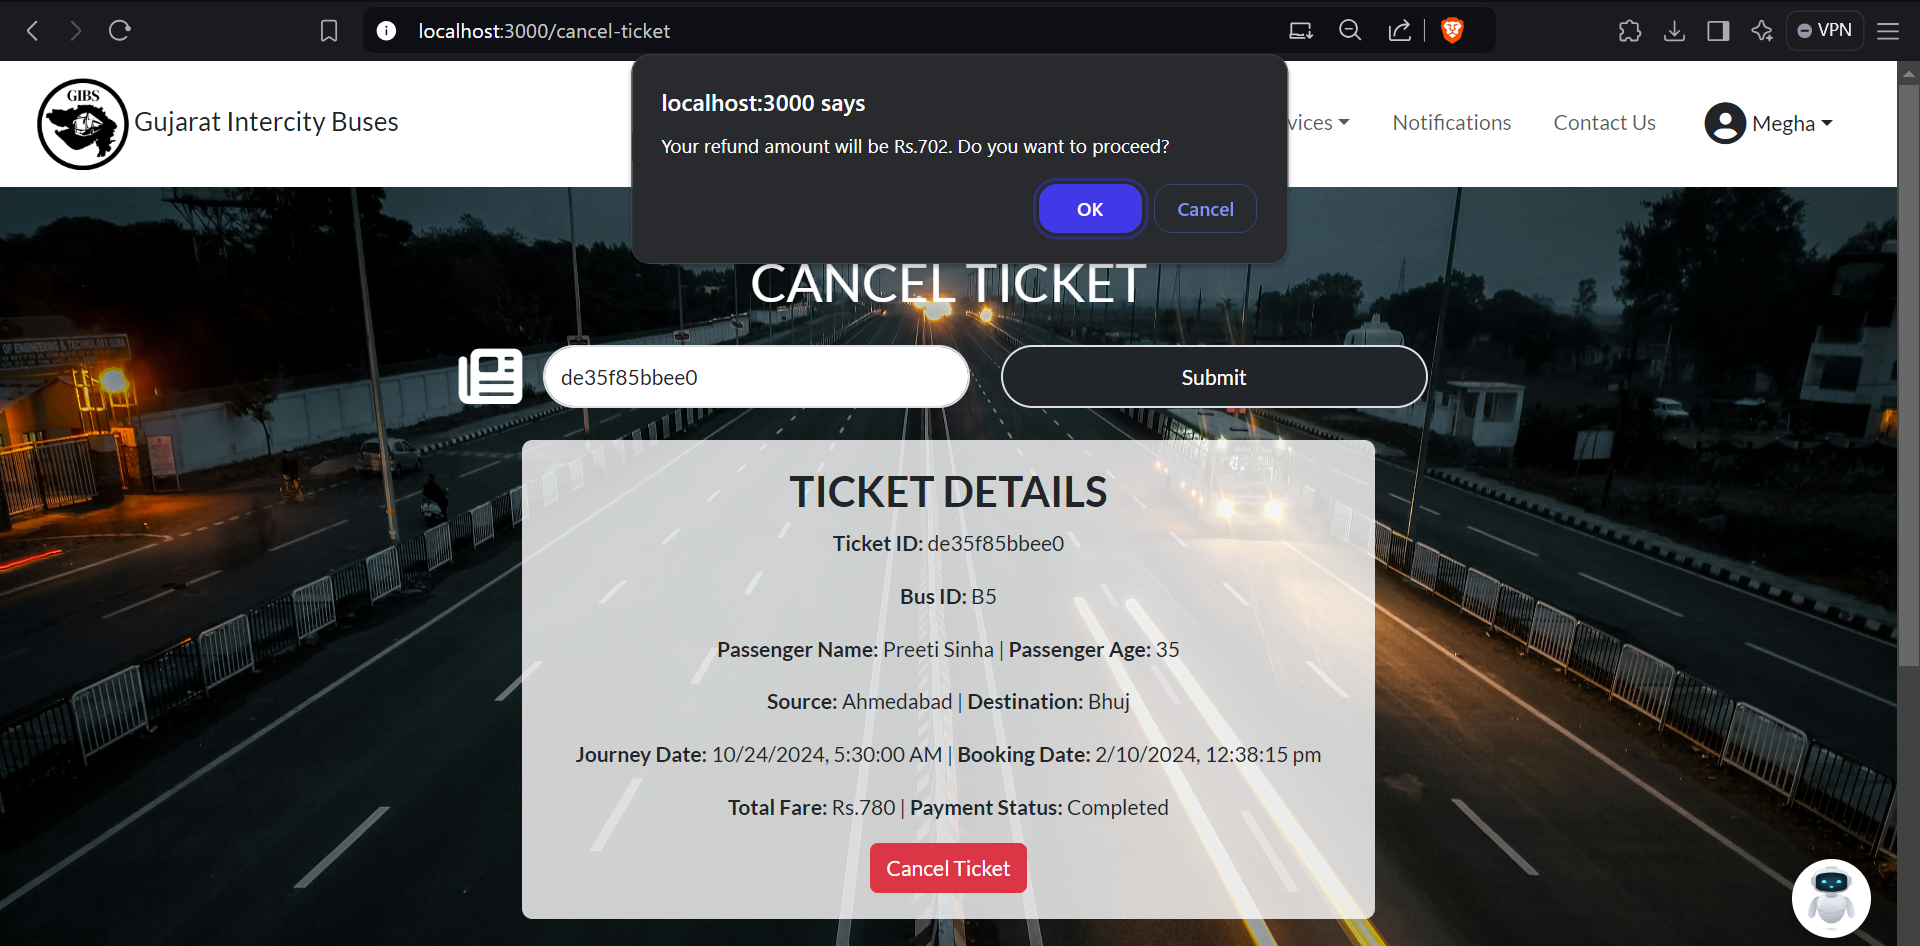 localhost:3000/cancel-ticket
VPN
GIBS
Gujarat Intercity Buses
localhost:3000 says
Your refund amount will be Rs.702. Do you want to proceed?
OK
Cancel
vices
Notifications
Contact Us
Megha
CANCEL TICKET
OF ENGINEERING & TECHNOLOGY
de35f85bbee0
Submit
TICKET DETAILS
Ticket ID: de35f85bbee0
Bus ID: B5
Passenger Name: Preeti Sinha | Passenger Age: 35
Source: Ahmedabad | Destination: Bhuj
Journey Date: 10/24/2024, 5:30:00 AM | Booking Date: 2/10/2024, 12:38:15 pm
Total Fare: Rs.780 | Payment Status: Completed
Cancel Ticket